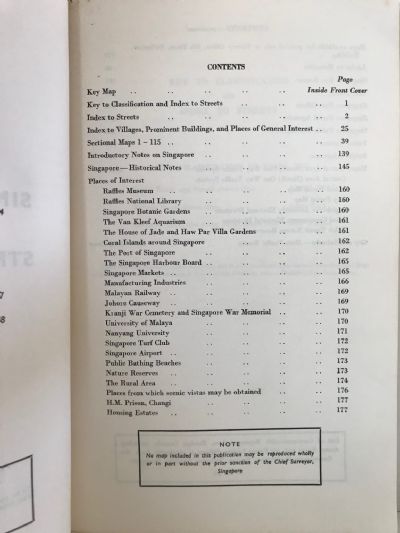 CONTENTS
Page
Key Map .. .. .. .. .. Inside Front Cover
Key to Classification and Index to Streets .. .. .. 1
Index to Streets .. .. .. .. .. 2
Index to Villages, Prominent Buildings, and Places of General Interest .. 25
Sectional Maps 1 - 115 .. .. .. .. .. 39
Introductory Notes on Singapore .. .. .. .. 139
Singapore—Historical Notes .. .. .. .. 145
Places of Interest
Raffles Museum .. .. .. .. .. 160
Raffles National Library .. .. .. .. 160
Singapore Botanic Gardens .. .. .. .. 160
The Van Kleef Aquarium .. .. .. .. 161
The House of Jade and Haw Par Villa Gardens .. .. 161
Coral Islands around Singapore .. .. .. 162
The Port of Singapore .. .. .. .. 162
The Singapore Harbour Board .. .. .. .. 165
Singapore Markets .. .. .. .. .. 165
Manufacturing Industries .. .. .. .. 166
Malayan Railway .. .. .. .. .. 169
Johore Causeway .. .. .. .. .. 169
Kranji War Cemetery and Singapore War Memorial .. .. 170
University of Malaya .. .. .. .. 170
Nanyang University .. .. .. .. 171
Singapore Turf Club .. .. .. .. 172
Singapore Airport .. .. .. .. .. 172
Public Bathing Beaches .. .. .. .. 173
Nature Reserves .. .. .. .. .. 173
The Rural Area .. .. .. .. .. 174
Places from which scenic vistas may be obtained .. .. 176
H.M. Prison, Changi .. .. .. .. 177
Housing Estates .. .. .. .. .. 177
NOTE
No map included in this publication may be reproduced wholly
or in part without the prior sanction of the Chief Surveyor,
Singapore